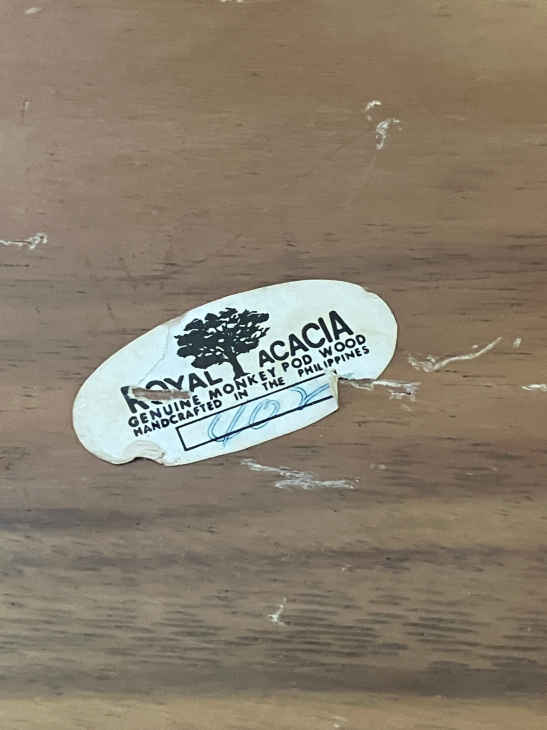 ROYAL ACACIA
GENUINE MONKEY POD WOOD
HANDCRAFTED IN THE PHILIPPINES